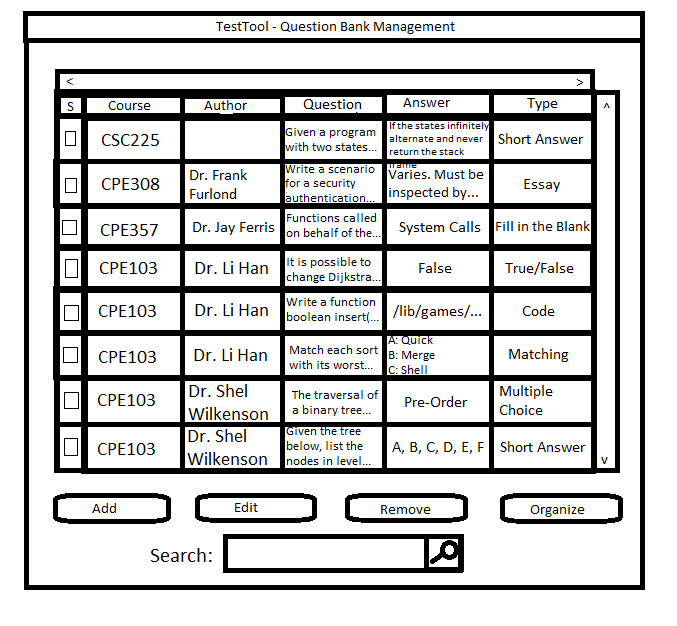 TestTool - Question Bank Management
< >
S Course Author Question Answer Type ^
CSC225
Given a program
with two states...
If the states infinitely
alternate and never
return the stack
frame
Short Answer
CPE308
Dr. Frank
Furlond
Write a scenario
for a security
authentication...
Varies. Must be
inspected by...
Essay
CPE357
Dr. Jay Ferris
Functions called
on behalf of the...
System Calls
Fill in the Blank
CPE103
Dr. Li Han
It is possible to
change Dijkstra...
False
True/False
CPE103
Dr. Li Han
Write a function
boolean insert(...
/lib/games/...
Code
CPE103
Dr. Li Han
Match each sort
with its worst...
A: Quick
B: Merge
C: Shell
Matching
CPE103
Dr. Shel
Wilkenson
The traversal of
a binary tree...
Pre-Order
Multiple
Choice
CPE103
Dr. Shel
Wilkenson
Given the tree
below, list the
nodes in level...
A, B, C, D, E, F
Short Answer
v
Add Edit Remove Organize
Search: